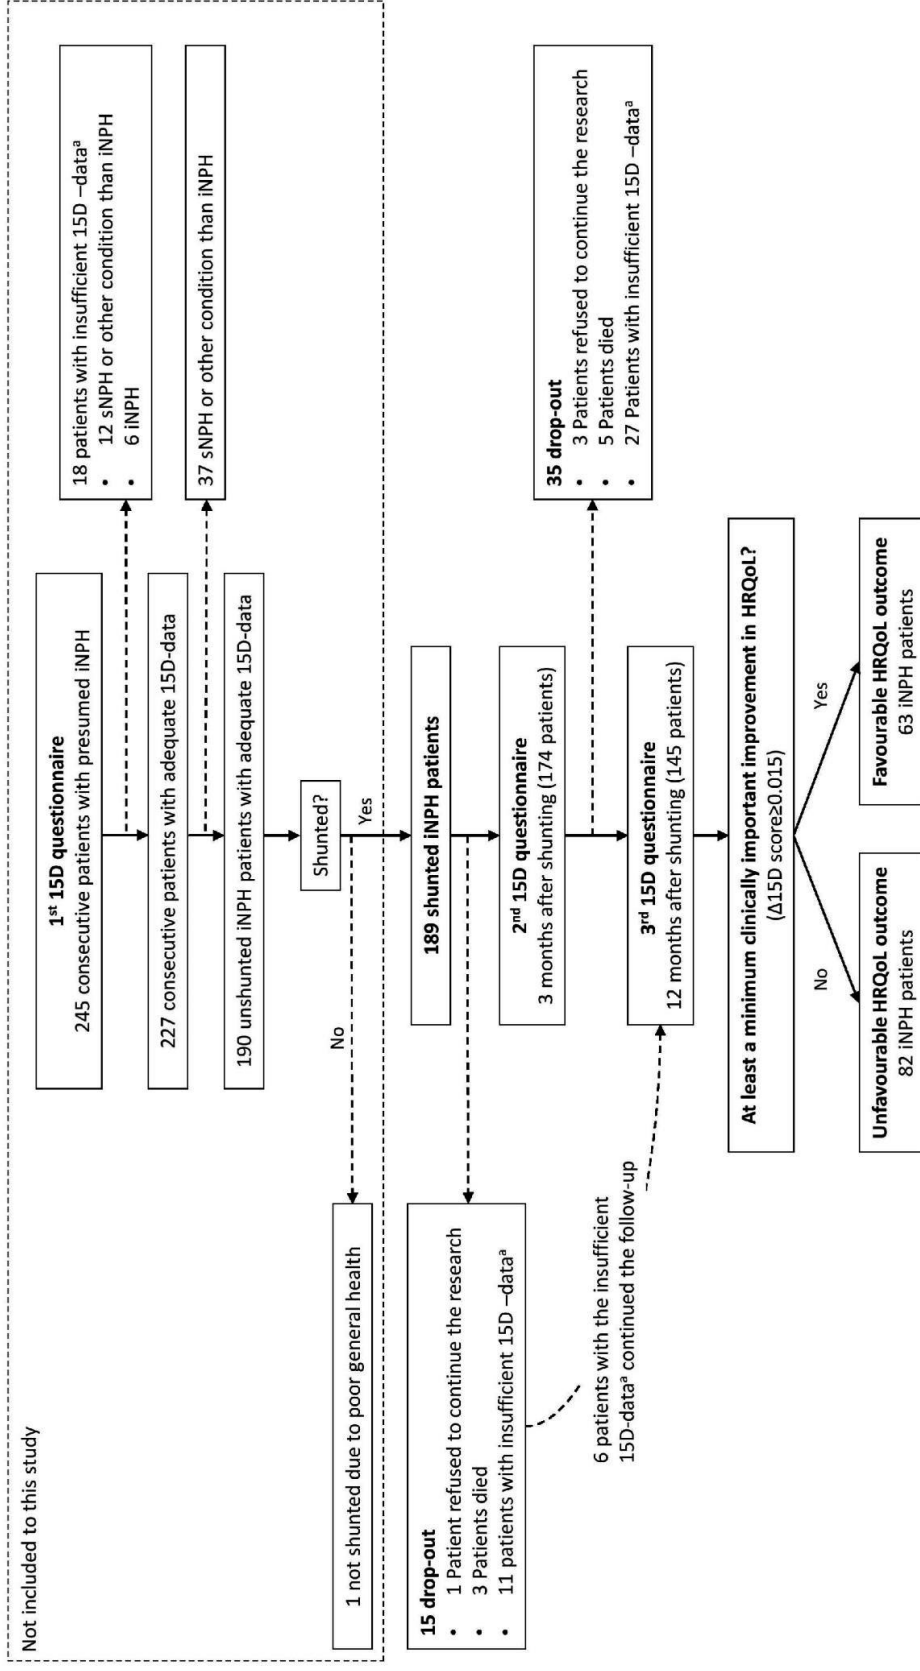 Not included to this study
1st 15D questionnaire
245 consecutive patients with presumed iNPH
18 patients with insufficient 15D –dataª
• 12 sNPH or other condition than iNPH
• 6 iNPH
227 consecutive patients with adequate 15D-data
37 sNPH or other condition than iNPH
190 unshunted iNPH patients with adequate 15D-data
Shunted?
No
Yes
1 not shunted due to poor general health
189 shunted iNPH patients
15 drop-out
• 1 Patient refused to continue the research
• 3 Patients died
• 11 patients with insufficient 15D –dataª
2nd 15D questionnaire
3 months after shunting (174 patients)
35 drop-out
• 3 Patients refused to continue the research
• 5 Patients died
• 27 Patients with insufficient 15D –dataª
6 patients with the insufficient
15D-dataª continued the follow-up
3rd 15D questionnaire
12 months after shunting (145 patients)
At least a minimum clinically important improvement in HRQoL?
(Δ15D score≥0.015)
No
Yes
Unfavourable HRQoL outcome
82 iNPH patients
Favourable HRQoL outcome
63 iNPH patients